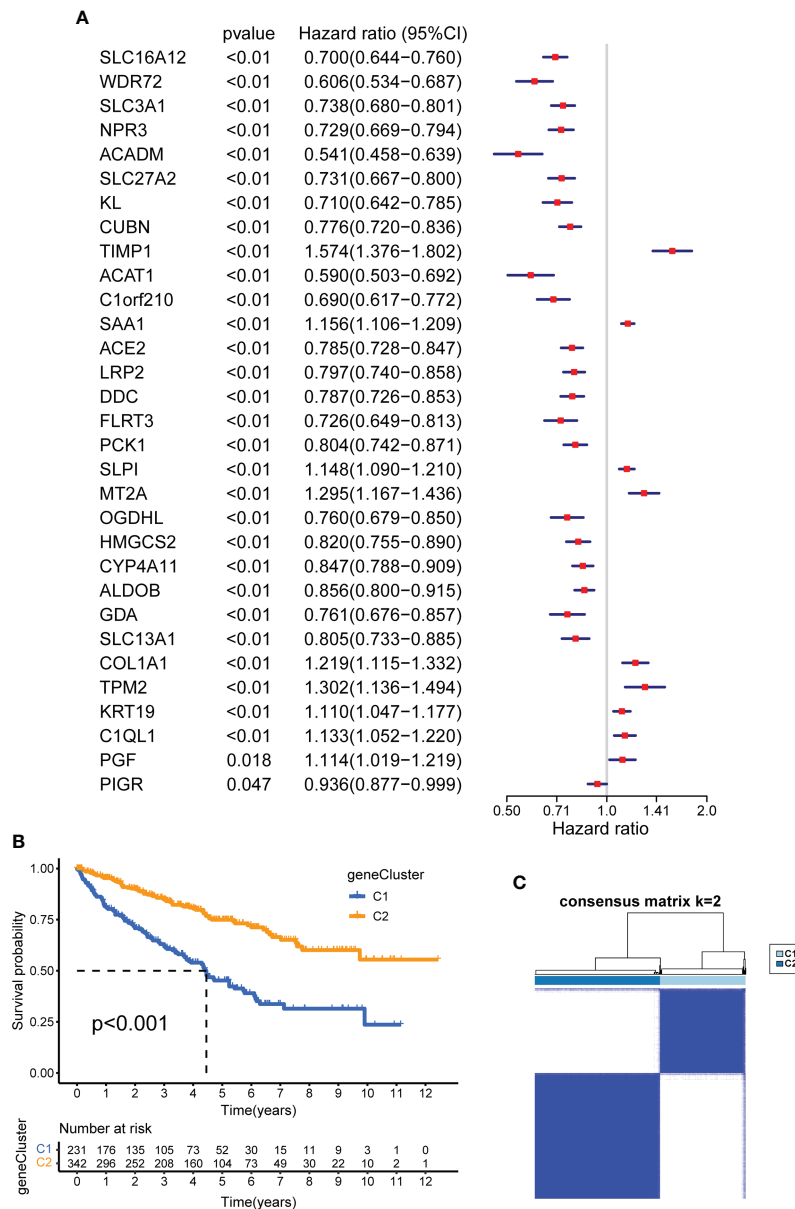 A
pvalue Hazard ratio (95%CI)
SLC16A12 <0.01 0.700(0.644−0.760)
WDR72 <0.01 0.606(0.534−0.687)
SLC3A1 <0.01 0.738(0.680−0.801)
NPR3 <0.01 0.729(0.669−0.794)
ACADM <0.01 0.541(0.458−0.639)
SLC27A2 <0.01 0.731(0.667−0.800)
KL <0.01 0.710(0.642−0.785)
CUBN <0.01 0.776(0.720−0.836)
TIMP1 <0.01 1.574(1.376−1.802)
ACAT1 <0.01 0.590(0.503−0.692)
C1orf210 <0.01 0.690(0.617−0.772)
SAA1 <0.01 1.156(1.106−1.209)
ACE2 <0.01 0.785(0.728−0.847)
LRP2 <0.01 0.797(0.740−0.858)
DDC <0.01 0.787(0.726−0.853)
FLRT3 <0.01 0.726(0.649−0.813)
PCK1 <0.01 0.804(0.742−0.871)
SLPI <0.01 1.148(1.090−1.210)
MT2A <0.01 1.295(1.167−1.436)
OGDHL <0.01 0.760(0.679−0.850)
HMGCS2 <0.01 0.820(0.755−0.890)
CYP4A11 <0.01 0.847(0.788−0.909)
ALDOB <0.01 0.856(0.800−0.915)
GDA <0.01 0.761(0.676−0.857)
SLC13A1 <0.01 0.805(0.733−0.885)
COL1A1 <0.01 1.219(1.115−1.332)
TPM2 <0.01 1.302(1.136−1.494)
KRT19 <0.01 1.110(1.047−1.177)
C1QL1 <0.01 1.133(1.052−1.220)
PGF 0.018 1.114(1.019−1.219)
PIGR 0.047 0.936(0.877−0.999)
0.50 0.71 1.0 1.41 2.0
Hazard ratio
B
geneCluster
C1
C2
Survival probability
1.00
0.75
0.50
0.25
0.00
p<0.001
0 1 2 3 4 5 6 7 8 9 10 11 12
Time(years)
Number at risk
geneCluster
C1 231 176 135 105 73 52 30 15 11 9 3 1 0
C2 342 296 252 208 160 104 73 49 30 22 10 2 1
0 1 2 3 4 5 6 7 8 9 10 11 12
Time(years)
C
consensus matrix k=2
C1
C2